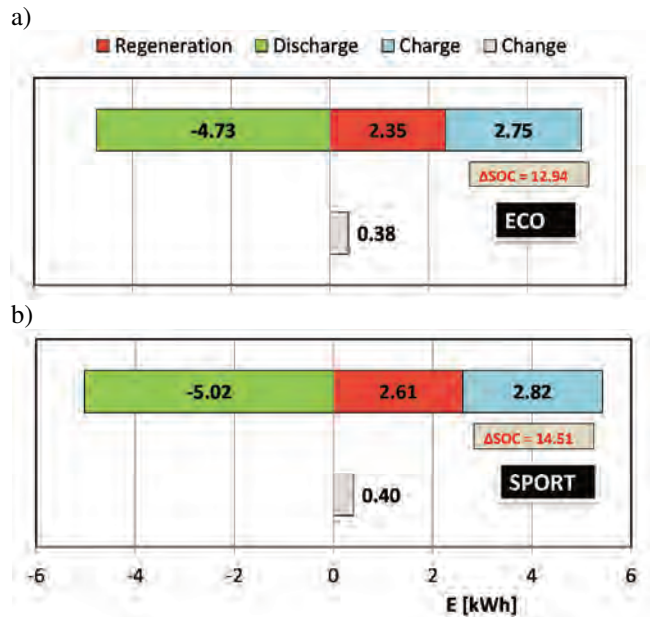 a)
Regeneration Discharge Charge Change
-4.73 2.35 2.75
ΔSOC = 12.94
ECO
0.38
b)
-5.02 2.61 2.82
ΔSOC = 14.51
SPORT
0.40
-6 -4 -2 0 2 4 6
E [kWh]